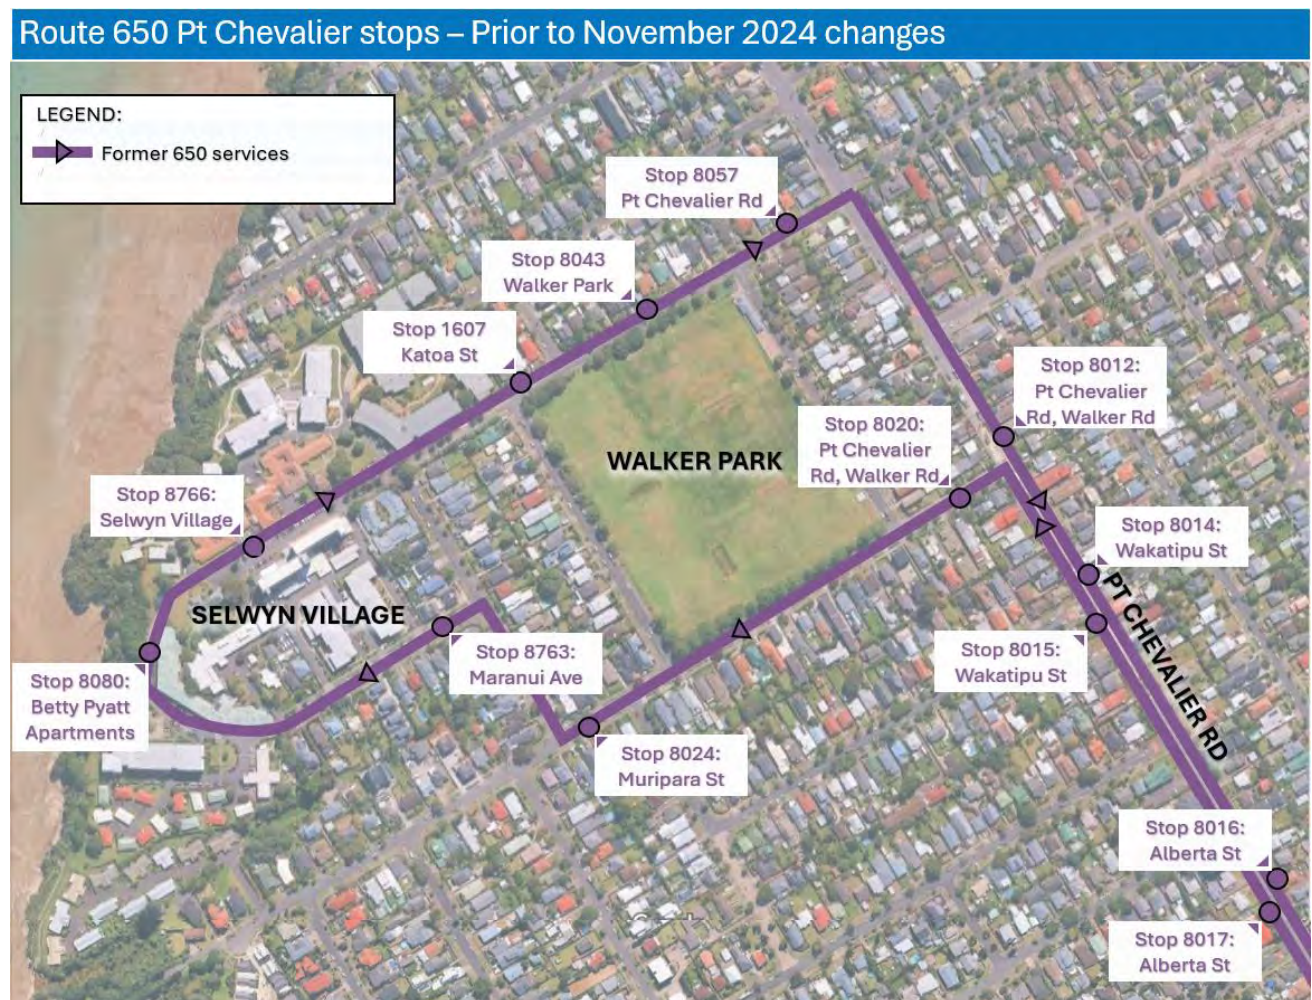 Route 650 Pt Chevalier stops – Prior to November 2024 changes
LEGEND:
Former 650 services
Stop 8057
Pt Chevalier Rd
Stop 8043
Walker Park
Stop 1607
Katoa St
Stop 8012:
Pt Chevalier
Rd, Walker Rd
Stop 8020:
Pt Chevalier
Rd, Walker Rd
WALKER PARK
Stop 8766:
Selwyn Village
Stop 8014:
Wakatipu St
SELWYN VILLAGE
PT CHEVALIER RD
Stop 8763:
Maranui Ave
Stop 8015:
Wakatipu St
Stop 8080:
Betty Pyatt
Apartments
Stop 8024:
Muripara St
Stop 8016:
Alberta St
Stop 8017:
Alberta St